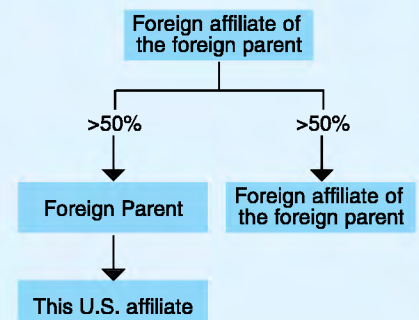 Foreign affiliate of
the foreign parent
>50%
>50%
Foreign Parent
Foreign affiliate of
the foreign parent
This U.S. affiliate